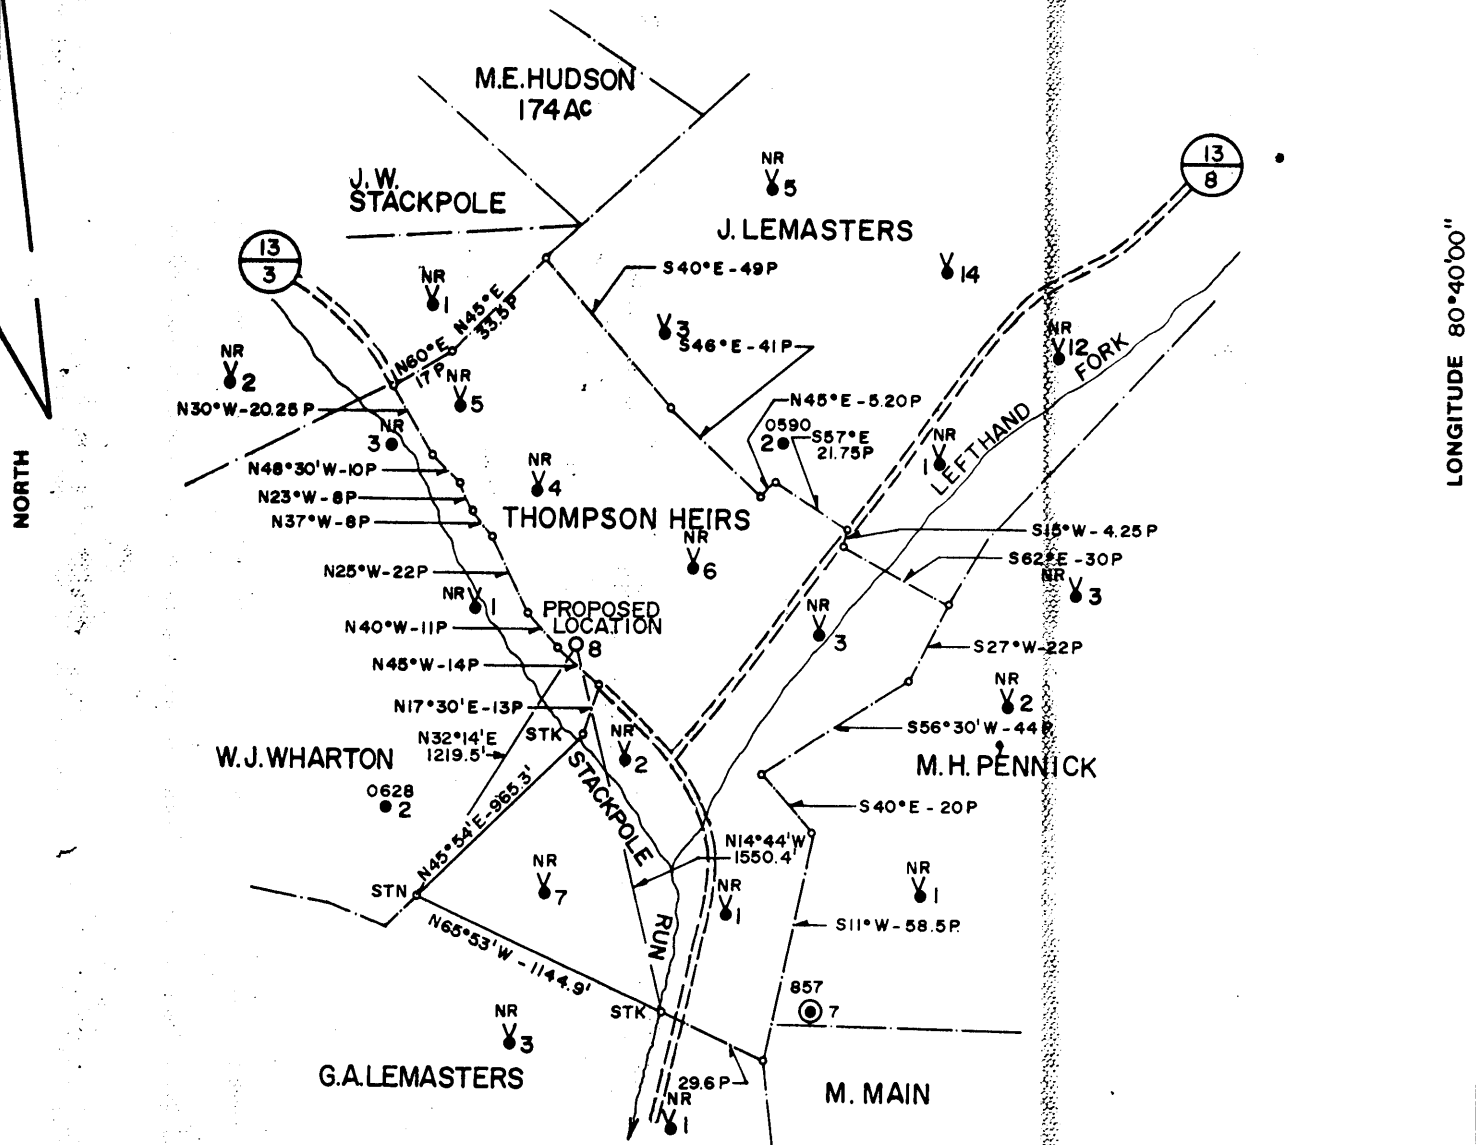 M.E.HUDSON
174Ac
J.W.
STACKPOLE
NR
5
J. LEMASTERS
13
8
13
3
NR
1
N45°E
33.5P
S40°E-49P
14
3
S46°E-41P
NR
12
FORK
LEFTHAND
NR
2
N60°E
17P
NR
5
N30°W-20.25P
NR
3
N45°E-5.20P
0590
2
S57°E
21.75P
NR
1
N48°30'W-10P
NR
4
N23°W-8P
N37°W-8P
THOMPSON HEIRS
NR
6
S15°W-4.25P
S62°E-30P
NR
3
N25°W-22P
NR
1
PROPOSED
LOCATION
8
NR
3
N40°W-11P
N45°W-14P
S27°W-22P
NR
2
N17°30'E-13P
STK
N32°14'E
1219.5'
NR
2
S56°30'W-44P
W.J.WHARTON
M.H. PENNICK
0628
2
N45°54'E-965.3'
STACKPOLE
RUN
S40°E-20P
N14°44'W
1550.4'
STN
NR
7
NR
1
NR
1
N65°53'W-1144.9'
S11°W-58.5P
857
7
STK
NR
3
G.A.LEMASTERS
29.6P
NR
1
M. MAIN
NORTH
LONGITUDE 80°40'00"